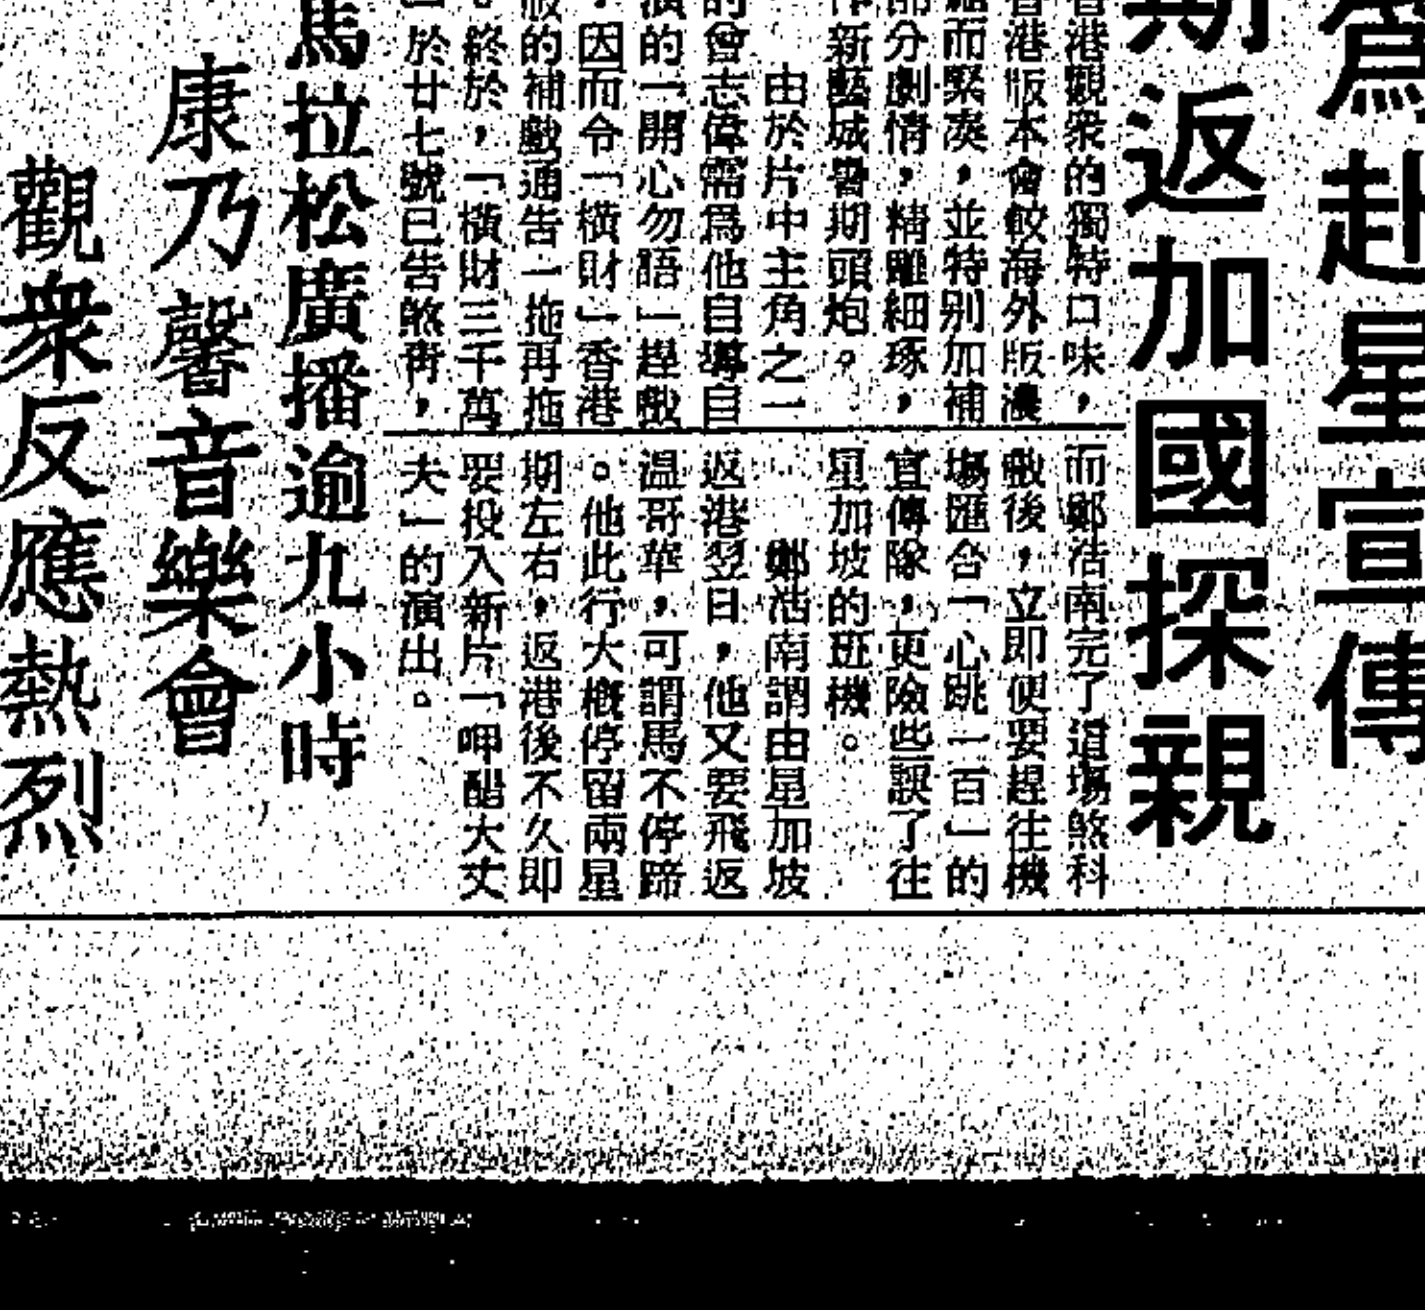 爲赴星宣傳
期返加國探親
香港觀衆的獨特口味，
香港版本會較海外版濃
縮而緊湊，並特别加補
部分劇情，精雕細琢，
作新藝城暑期頭炮。
由於片中主角之一
的曾志偉需爲他自導自
演的「開心勿語」趕戲
，因而令「橫財」香港
版的補戲通告一拖再拖
。終於，「橫財三千萬
」於廿七號已告煞靑，
而鄭浩南完了這場煞科
戲後，立即便要趕往機
塲匯合「心跳一百」的
宣傳隊，更險些誤了往
星加坡的班機。
鄭浩南謂由星加坡
返港翌日，他又要飛返
温哥華，可謂馬不停蹄
。他此行大概停留兩星
期左右，返港後不久即
要投入新片「呷醋大丈
夫」的演出。
馬拉松廣播逾九小時
康乃馨音樂會
觀衆反應熱烈